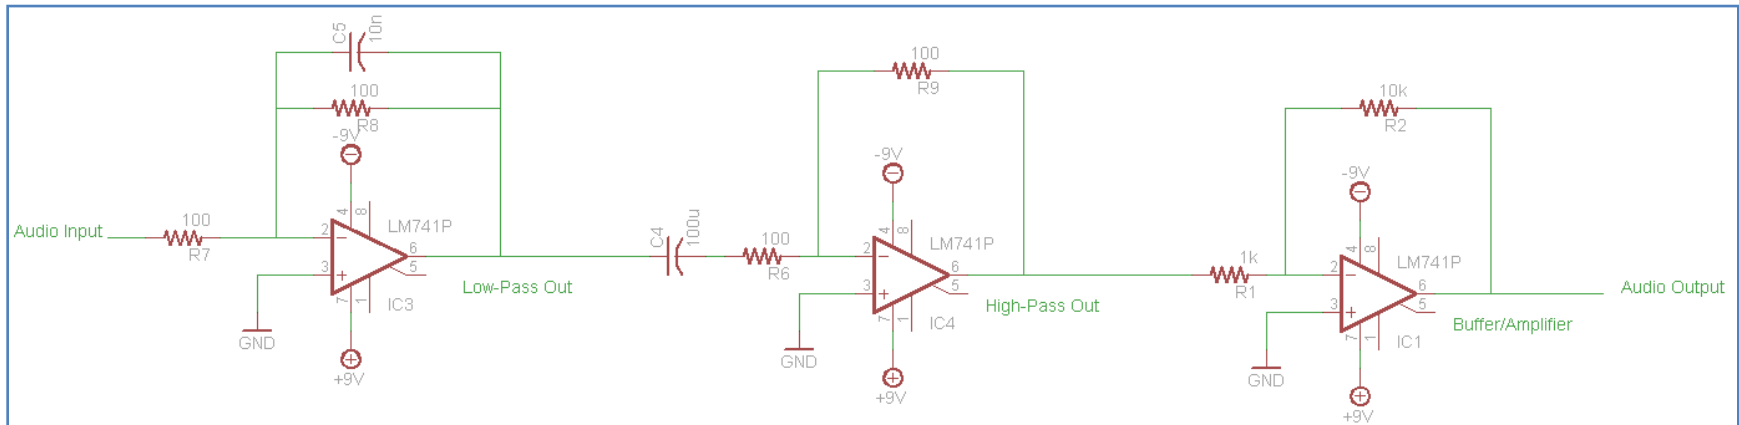 C5
10n
100
R8
-9V
4
8
LM741P
Audio Input
100
R7
2
-
6
3
+
5
7
1
IC3
Low-Pass Out
GND
+9V
C4
100u
100
R6
100
R9
-9V
4
8
LM741P
2
-
6
3
+
5
7
1
IC4
High-Pass Out
GND
+9V
1k
R1
10k
R2
-9V
4
8
LM741P
2
-
6
3
+
5
7
1
IC1
Audio Output
Buffer/Amplifier
GND
+9V